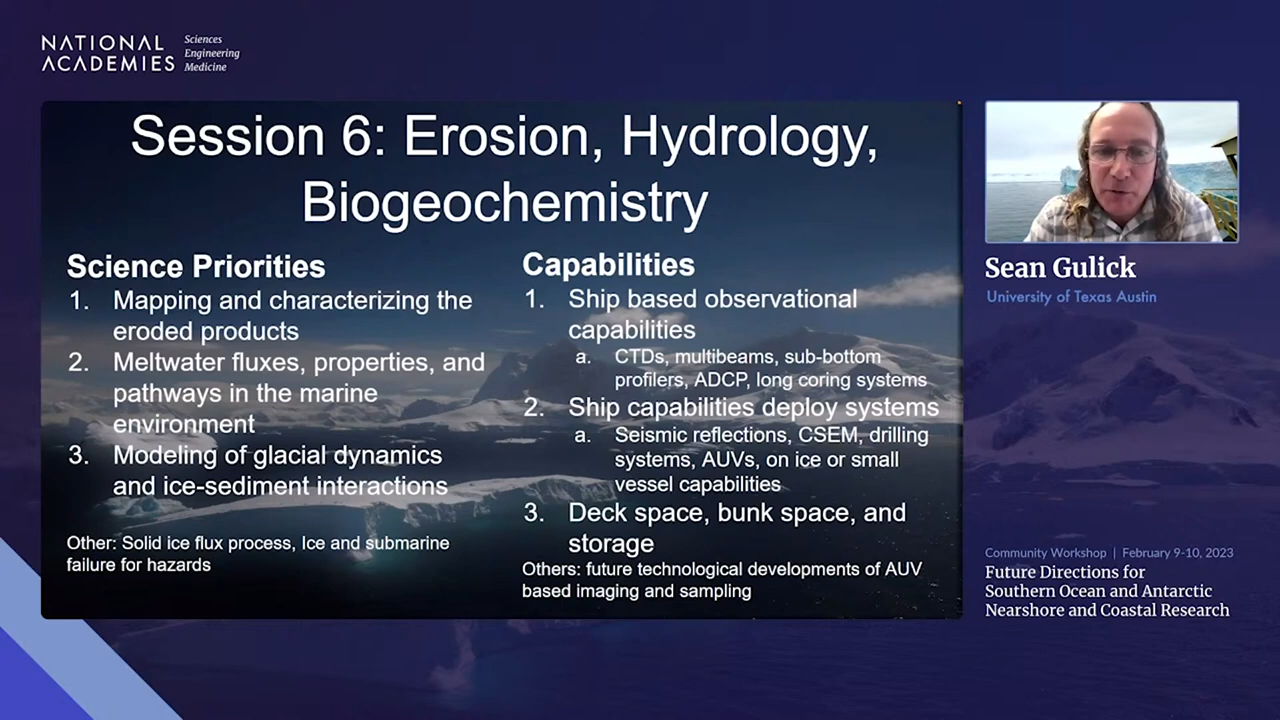 NATIONAL ACADEMIES
Sciences
Engineering
Medicine
Session 6: Erosion, Hydrology,
Biogeochemistry
Science Priorities
1. Mapping and characterizing the
eroded products
2. Meltwater fluxes, properties, and
pathways in the marine
environment
3. Modeling of glacial dynamics
and ice-sediment interactions
Other: Solid ice flux process, Ice and submarine
failure for hazards
Capabilities
1. Ship based observational
capabilities
a. CTDs, multibeams, sub-bottom
profilers, ADCP, long coring systems
2. Ship capabilities deploy systems
a. Seismic reflections, CSEM, drilling
systems, AUVs, on ice or small
vessel capabilities
3. Deck space, bunk space, and
storage
Others: future technological developments of AUV
based imaging and sampling
Sean Gulick
University of Texas Austin
Community Workshop | February 9-10, 2023
Future Directions for
Southern Ocean and Antarctic
Nearshore and Coastal Research